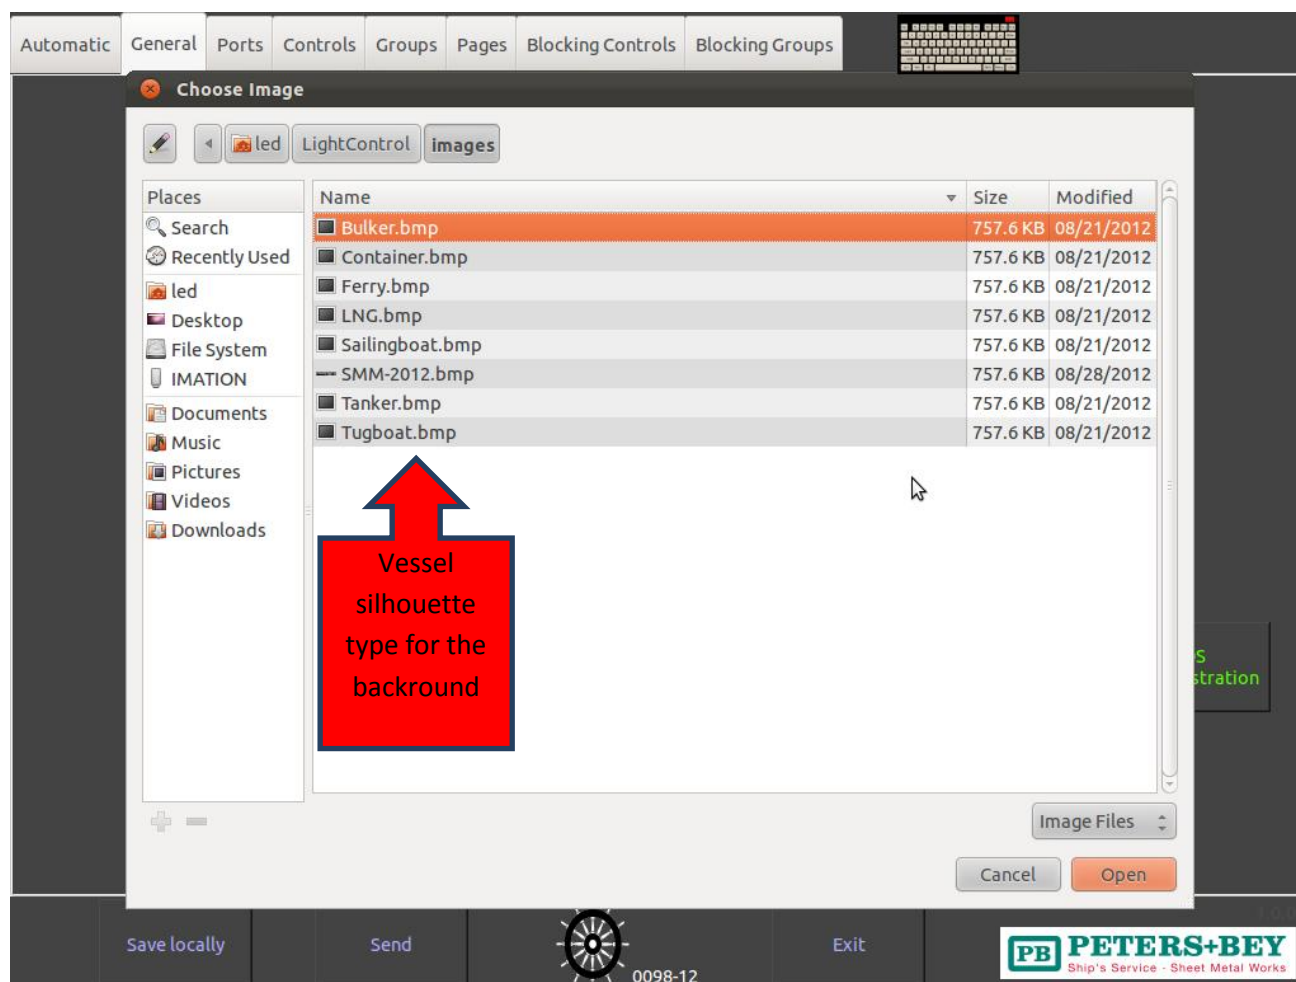 Automatic General Ports Controls Groups Pages Blocking Controls Blocking Groups
Choose Image
led LightControl images
Places Name Size Modified
Search
Recently Used
led
Desktop
File System
IMATION
Documents
Music
Pictures
Videos
Downloads
Bulker.bmp 757.6 KB 08/21/2012
Container.bmp 757.6 KB 08/21/2012
Ferry.bmp 757.6 KB 08/21/2012
LNG.bmp 757.6 KB 08/21/2012
Sailingboat.bmp 757.6 KB 08/21/2012
SMM-2012.bmp 757.6 KB 08/28/2012
Tanker.bmp 757.6 KB 08/21/2012
Tugboat.bmp 757.6 KB 08/21/2012
Vessel
silhouette
type for the
backround
s
stration
Image Files
Cancel Open
Save locally Send Exit
0098-12
PB PETERS+BEY
Ship's Service - Sheet Metal Works